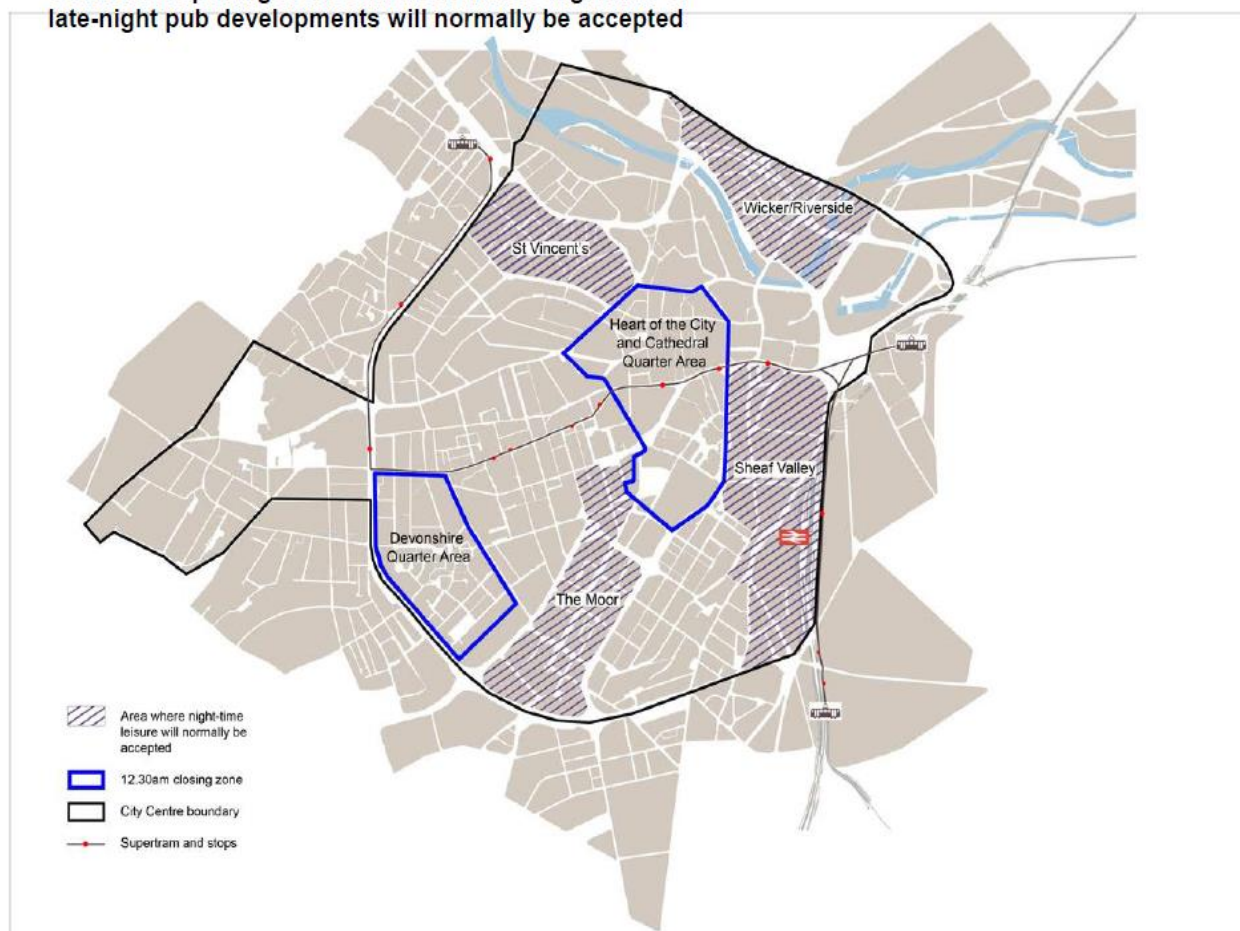 late-night pub developments will normally be accepted
Wicker/Riverside
St Vincent's
Heart of the City
and Cathedral
Quarter Area
Sheaf Valley
Devonshire
Quarter Area
The Moor
Area where night-time
leisure will normally be
accepted
12.30am closing zone
City Centre boundary
Supertram and stops